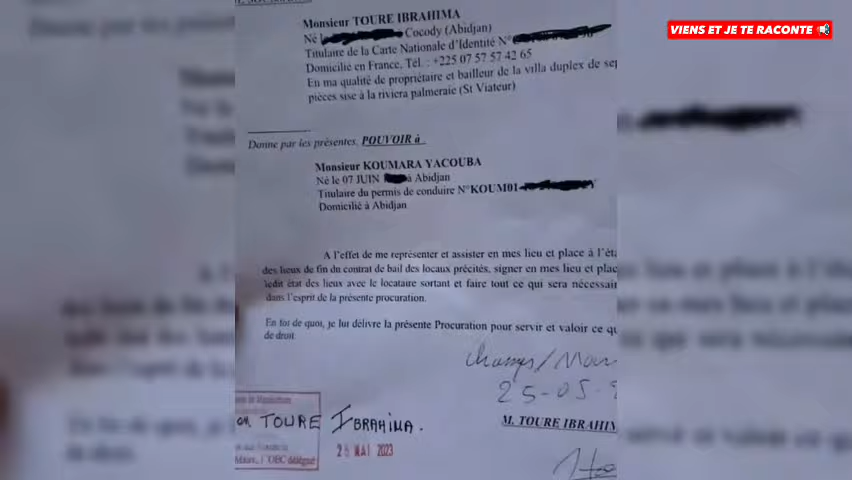 VIENS ET JE TE RACONTE
Monsieur TOURE IBRAHIMA
Né Cocody (Abidjan)
Titulaire de la Carte Nationale d'Identité N°
Domicilié en France, Tél. : +225 07 57 57 42 65
En ma qualité de propriétaire et bailleur de la villa duplex de
pièces sise à la riviera palmeraie (St Viateur)
Donne par les présentes, POUVOIR à
Monsieur KOUMARA YACOUBA
Né le 07 JUIN à Abidjan
Titulaire du permis de conduire N°KOUM01
Domicilié à Abidjan
A l'effet de me représenter et assister en mes lieu et place à
des lieux de fin du contrat de bail des locaux précités, signer en mes lieu et
ledit état des lieux avec le locataire sortant et faire tout ce qui sera
dans l'esprit de la présente procuration.
En foi de quoi, je lui délivre la présente Procuration pour servir et valoir ce
de droit
25-05-
TOURE IBRAHIMA.
M. TOURE
26 MAI 2023
Maire, l'OEC délégué